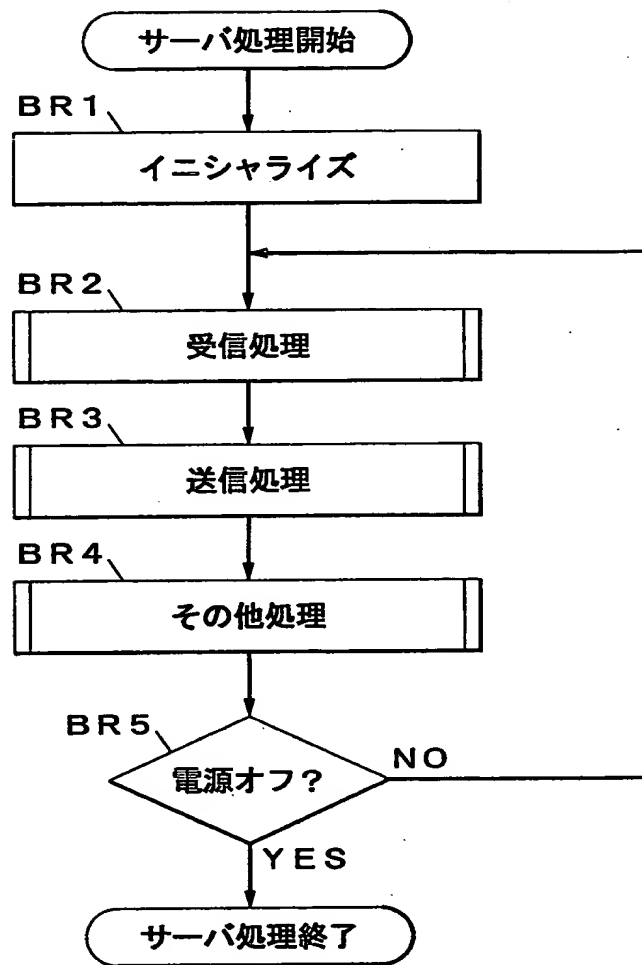 サーバ処理開始
BR1
イニシャライズ
BR2
受信処理
BR3
送信処理
BR4
その他処理
BR5
電源オフ?
NO
YES
サーバ処理終了